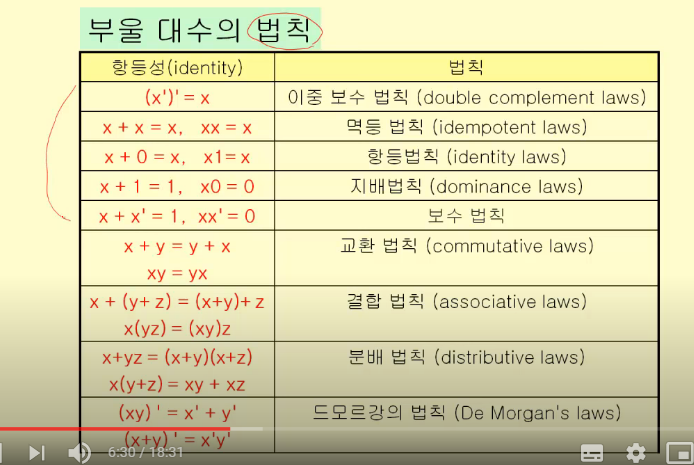 부울 대수의 법칙
항등성(identity) 법칙
(x')' = x 이중 보수 법칙 (double complement laws)
x + x = x, xx = x 멱등 법칙 (idempotent laws)
x + 0 = x, x1= x 항등법칙 (identity laws)
x + 1 = 1, x0 = 0 지배법칙 (dominance laws)
x + x' = 1, xx' = 0 보수 법칙
x + y = y + x 교환 법칙 (commutative laws)
xy = yx
x + (y+ z) = (x+y)+ z 결합 법칙 (associative laws)
x(yz) = (xy)z
x+yz = (x+y)(x+z) 분배 법칙 (distributive laws)
x(y+z) = xy + xz
(xy) ' = x' + y' 드모르강의 법칙 (De Morgan's laws)
(x+y) ' = x'y'
6:30 / 18:31